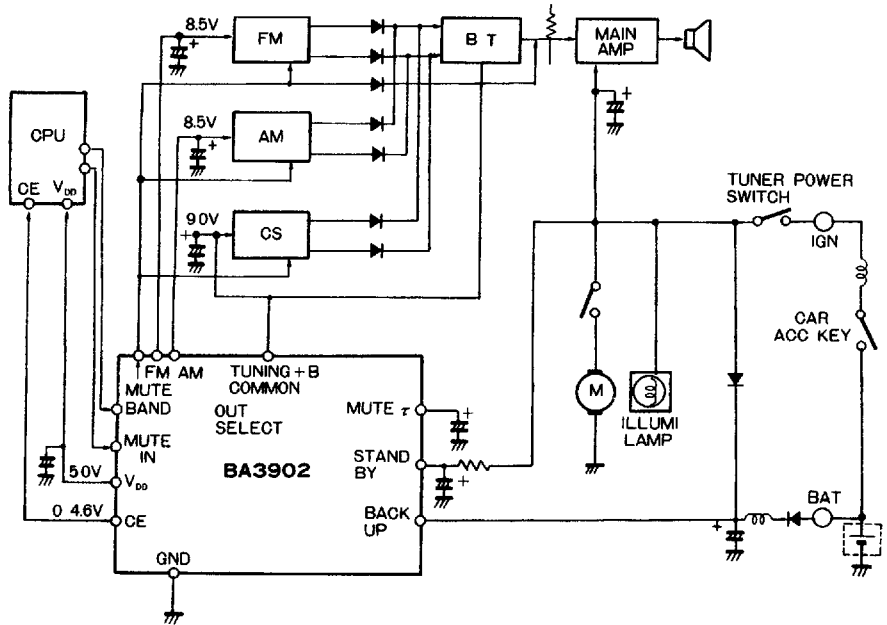 8.5V
+
FM
B T
MAIN
AMP
+
CPU
CE VDD
8.5V
+
AM
9.0V
+
CS
TUNER POWER
SWITCH
IGN
CAR
ACC KEY
M
ILLUMI
LAMP
FM AM
TUNING + B
COMMON
MUTE
BAND
OUT
SELECT
MUTE τ
+
MUTE
IN
STAND
BY
+
BA3902
5.0V
VDD
0 4.6V
CE
BACK
UP
+
BAT
GND